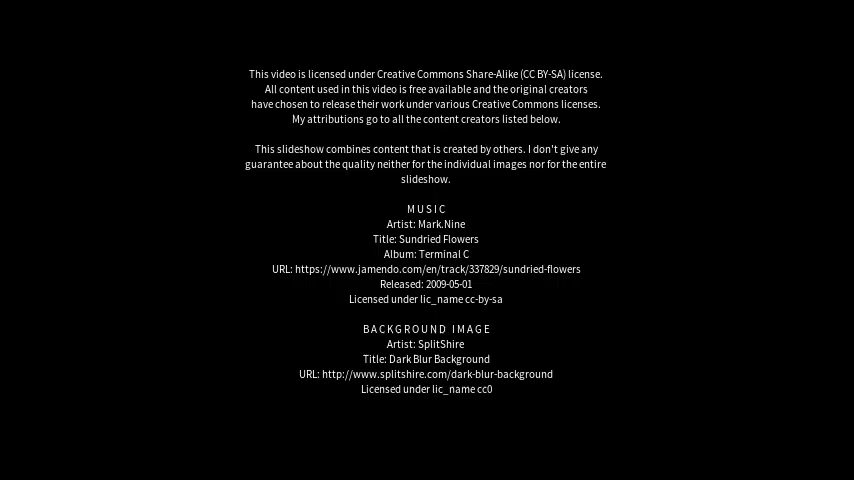 This video is licensed under Creative Commons Share-Alike (CC BY-SA) license.
All content used in this video is free available and the original creators
have chosen to release their work under various Creative Commons licenses.
My attributions go to all the content creators listed below.
This slideshow combines content that is created by others. I don't give any
guarantee about the quality neither for the individual images nor for the entire
slideshow.
MUSIC
Artist: Mark.Nine
Title: Sundried Flowers
Album: Terminal C
URL: https://www.jamendo.com/en/track/337829/sundried-flowers
Released: 2009-05-01
Licensed under lic_name cc-by-sa
BACKGROUND IMAGE
Artist: SplitShire
Title: Dark Blur Background
URL: http://www.splitshire.com/dark-blur-background
Licensed under lic_name cc0